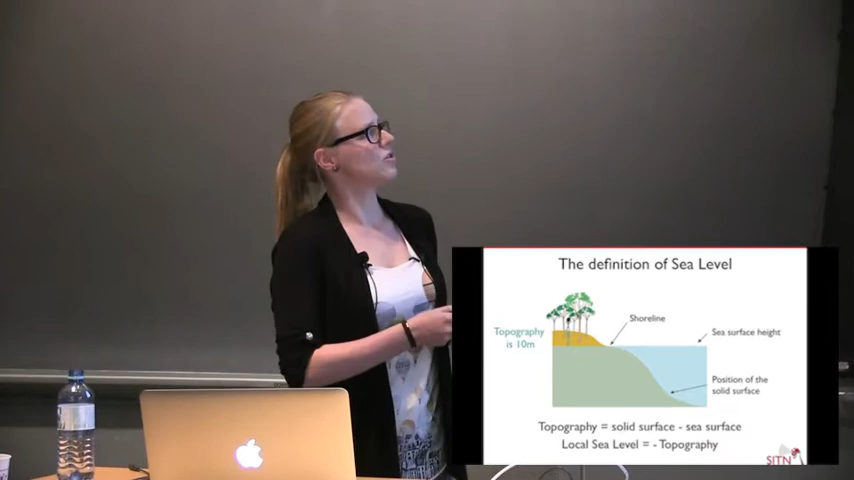 The definition of Sea Level
Shoreline
Topography
is 10m
Sea surface height
Position of the
solid surface
Topography = solid surface - sea surface
Local Sea Level = - Topography
SITN